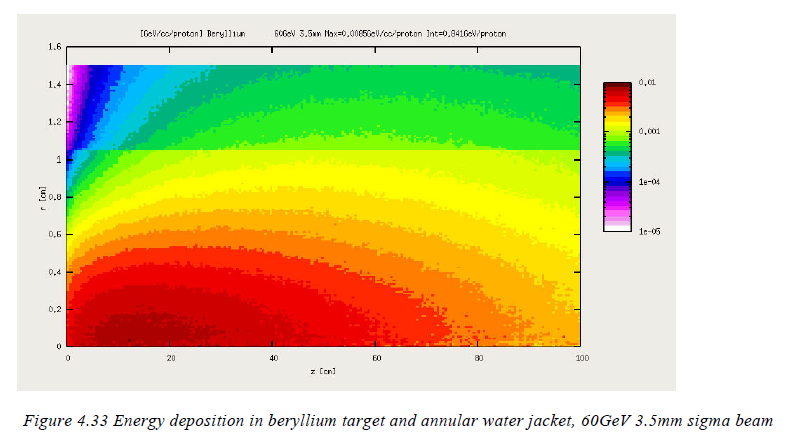 [GeV/cc/proton] Beryllium 60GeV 3.5mm Max=0.00856eV/cc/proton Int=0.8416eV/proton
1.6
1.4
1.2
1
0.8
0.6
0.4
0.2
0
r [cm]
0 20 40 60 80 100
z [cm]
0.01
0.001
1e-04
1e-05
Figure 4.33 Energy deposition in beryllium target and annular water jacket, 60GeV 3.5mm sigma beam